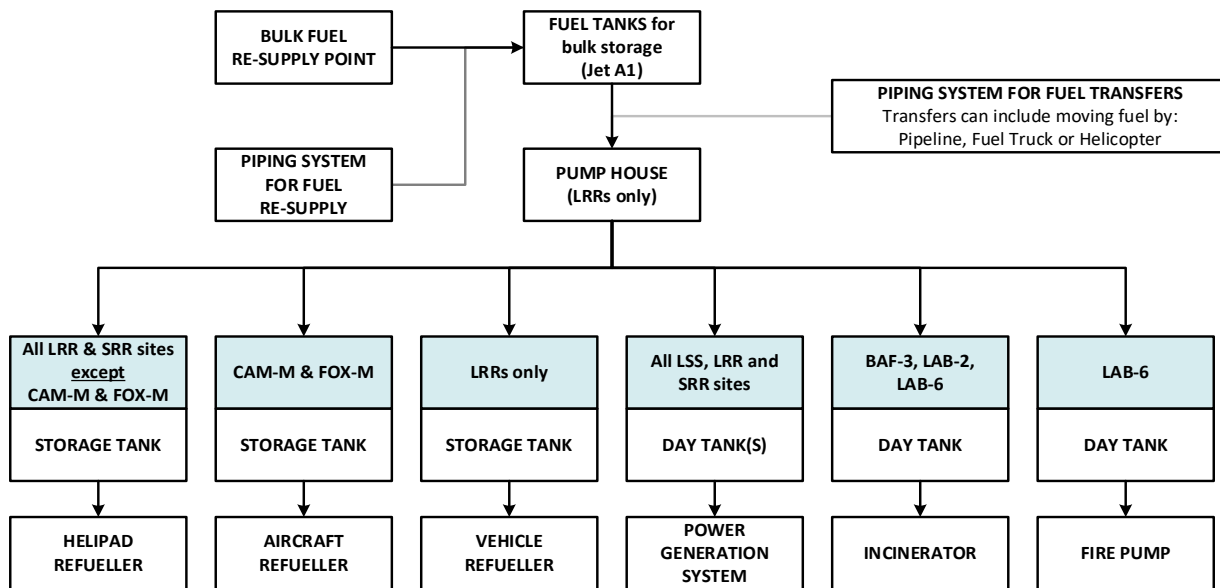 BULK FUEL
RE-SUPPLY POINT
FUEL TANKS for
bulk storage
(Jet A1)
PIPING SYSTEM FOR FUEL TRANSFERS
Transfers can include moving fuel by:
Pipeline, Fuel Truck or Helicopter
PIPING SYSTEM
FOR FUEL
RE-SUPPLY
PUMP HOUSE
(LRRs only)
All LRR & SRR sites
except
CAM-M & FOX-M
STORAGE TANK
HELIPAD
REFUELLER
CAM-M & FOX-M
STORAGE TANK
AIRCRAFT
REFUELLER
LRRs only
STORAGE TANK
VEHICLE
REFUELLER
All LSS, LRR and
SRR sites
DAY TANK(S)
POWER
GENERATION
SYSTEM
BAF-3, LAB-2,
LAB-6
DAY TANK
INCINERATOR
LAB-6
DAY TANK
FIRE PUMP